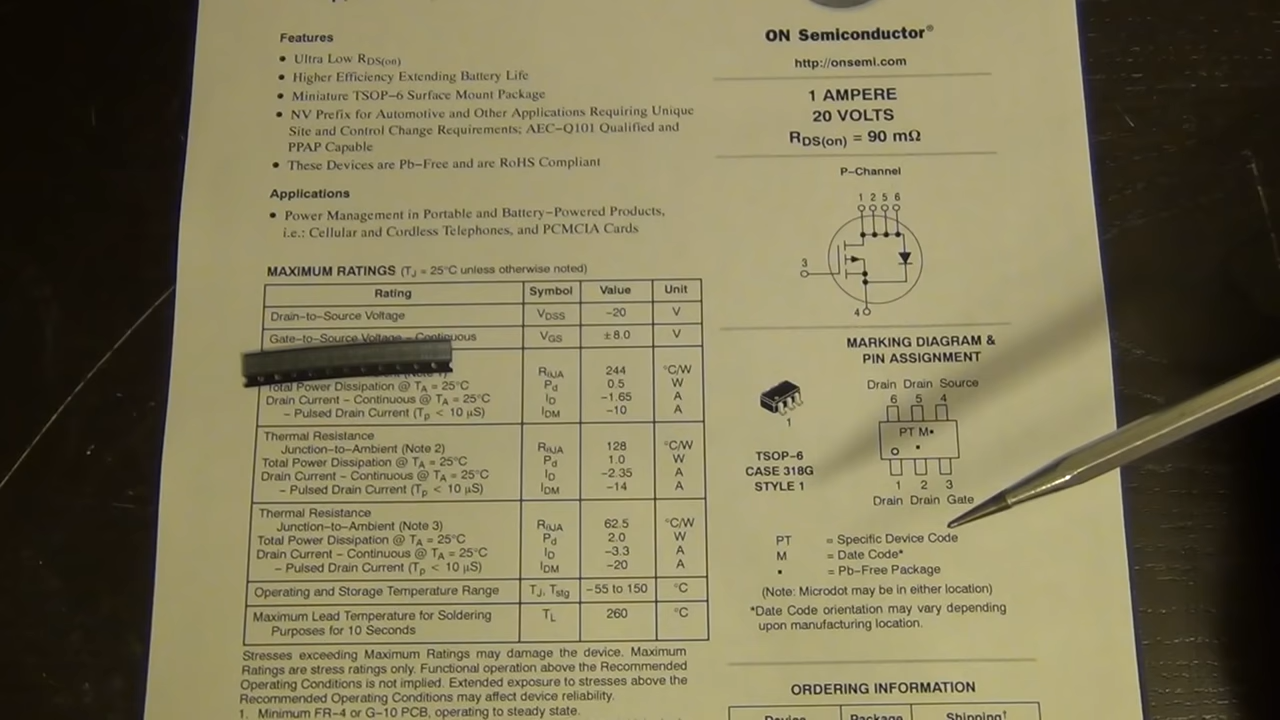 Features
• Ultra Low RDS(on)
• Higher Efficiency Extending Battery Life
• Miniature TSOP−6 Surface Mount Package
• NV Prefix for Automotive and Other Applications Requiring Unique
Site and Control Change Requirements; AEC−Q101 Qualified and
PPAP Capable
• These Devices are Pb−Free and are RoHS Compliant
Applications
• Power Management in Portable and Battery−Powered Products,
i.e.: Cellular and Cordless Telephones, and PCMCIA Cards
MAXIMUM RATINGS (TJ = 25°C unless otherwise noted)
Rating Symbol Value Unit
Drain−to−Source Voltage VDSS −20 V
Gate−to−Source Voltage − Continuous VGS ±8.0 V
RθJA 244 °C/W
Total Power Dissipation @ TA = 25°C Pd 0.5 W
Drain Current − Continuous @ TA = 25°C ID −1.65 A
− Pulsed Drain Current (Tp < 10 μS) IDM −10 A
Thermal Resistance
Junction−to−Ambient (Note 2) RθJA 128 °C/W
Total Power Dissipation @ TA = 25°C Pd 1.0 W
Drain Current − Continuous @ TA = 25°C ID −2.35 A
− Pulsed Drain Current (Tp < 10 μS) IDM −14 A
Thermal Resistance
Junction−to−Ambient (Note 3) RθJA 62.5 °C/W
Total Power Dissipation @ TA = 25°C Pd 2.0 W
Drain Current − Continuous @ TA = 25°C ID −3.3 A
− Pulsed Drain Current (Tp < 10 μS) IDM −20 A
Operating and Storage Temperature Range TJ, Tstg −55 to 150 °C
Maximum Lead Temperature for Soldering TL 260 °C
Purposes for 10 Seconds
Stresses exceeding Maximum Ratings may damage the device. Maximum
Ratings are stress ratings only. Functional operation above the Recommended
Operating Conditions is not implied. Extended exposure to stresses above the
Recommended Operating Conditions may affect device reliability.
1. Minimum FR−4 or G−10 PCB, operating to steady state.
ON Semiconductor®
http://onsemi.com
1 AMPERE
20 VOLTS
RDS(on) = 90 mΩ
P−Channel
1 2 5 6
3
4
MARKING DIAGRAM &
PIN ASSIGNMENT
Drain Drain Source
6 5 4
PT M•
•
1 2 3
Drain Drain Gate
1
TSOP−6
CASE 318G
STYLE 1
PT = Specific Device Code
M = Date Code*
• = Pb−Free Package
(Note: Microdot may be in either location)
*Date Code orientation may vary depending
upon manufacturing location.
ORDERING INFORMATION
Device Package Shipping†